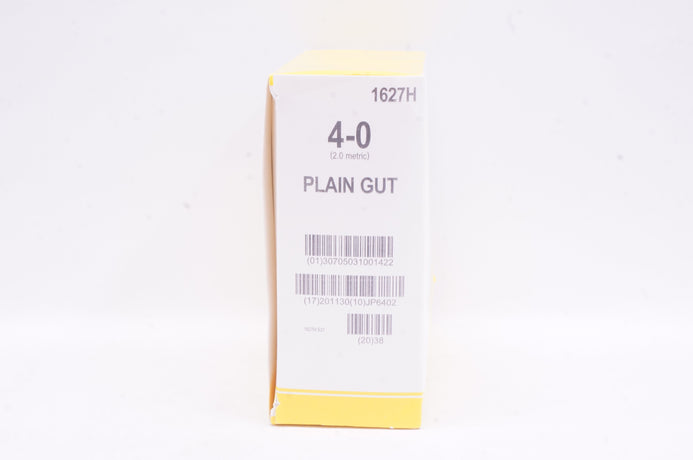 1627H
4-0
(2.0 metric)
PLAIN GUT
(01)30705031001422
(17)201130(10)JP6402
(20)38